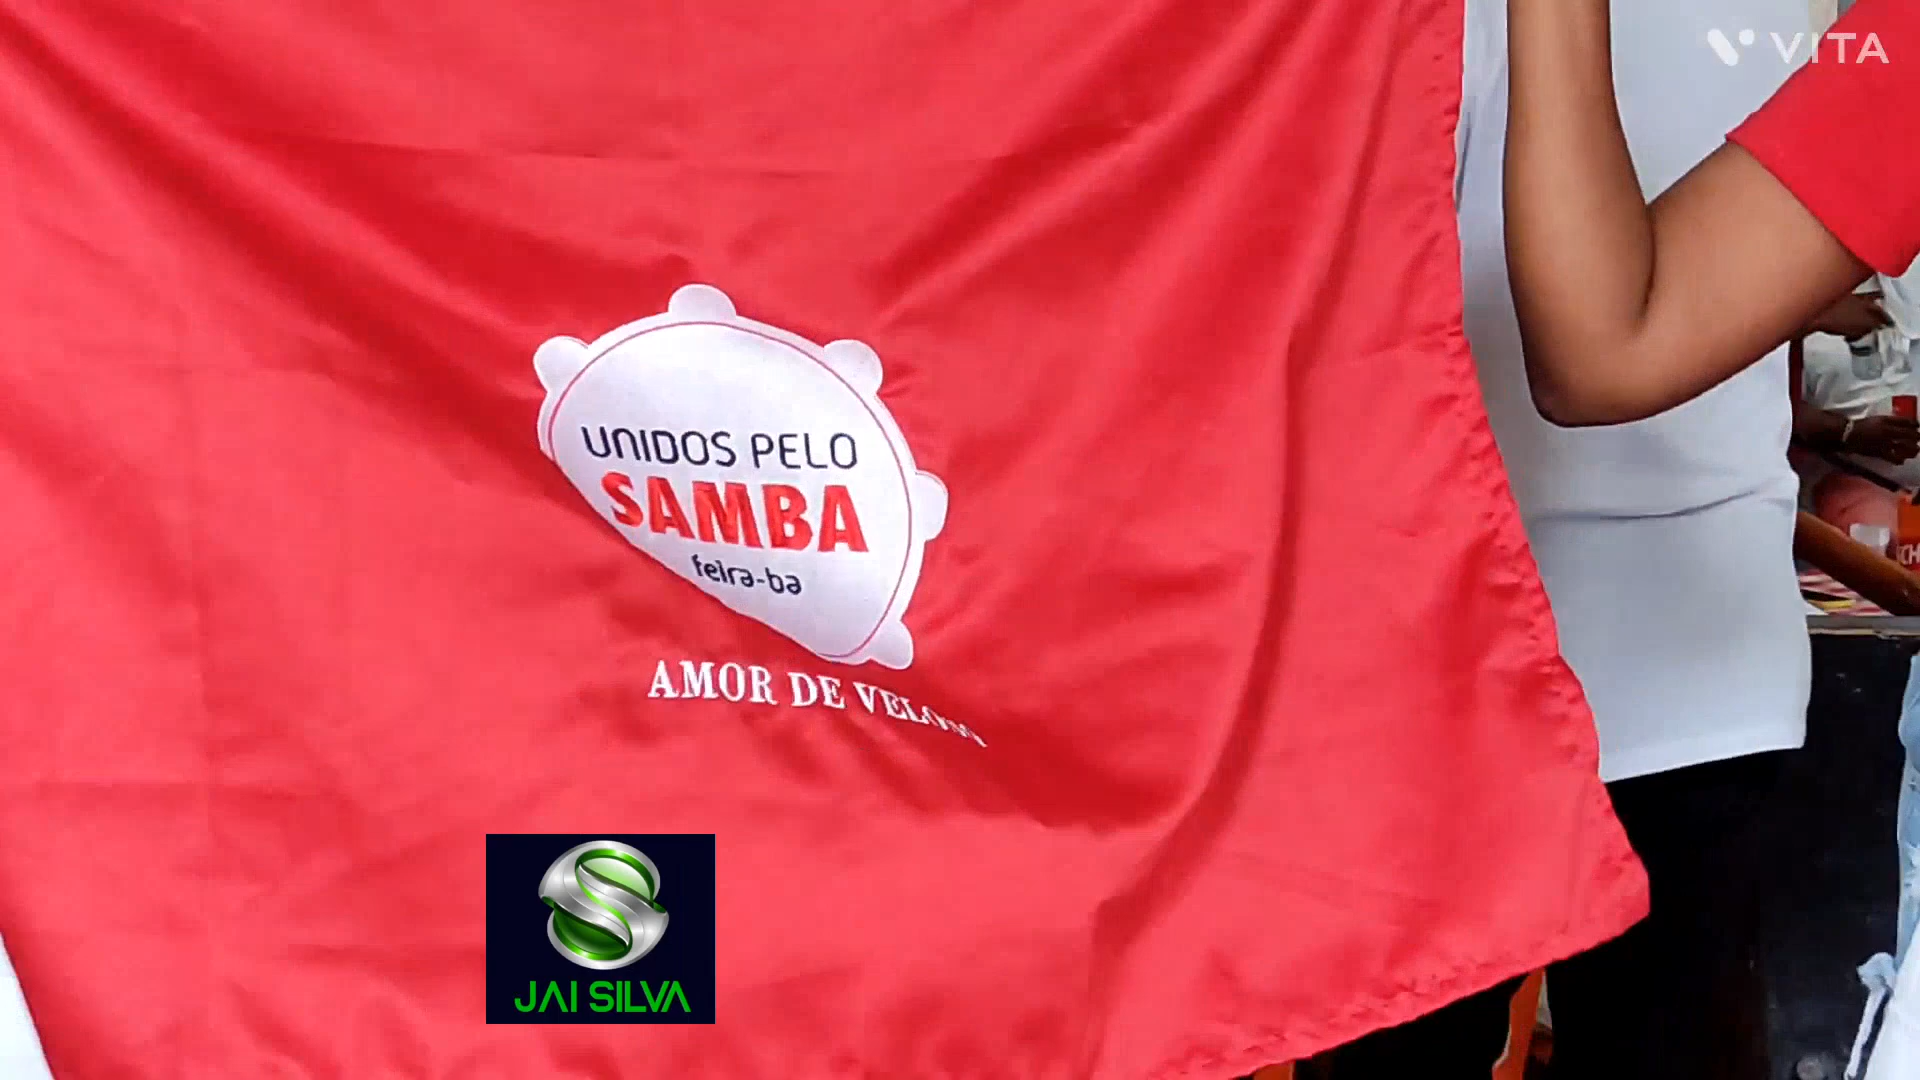 VITA
UNIDOS PELO
SAMBA
feira-ba
AMOR DE
JAI SILVA